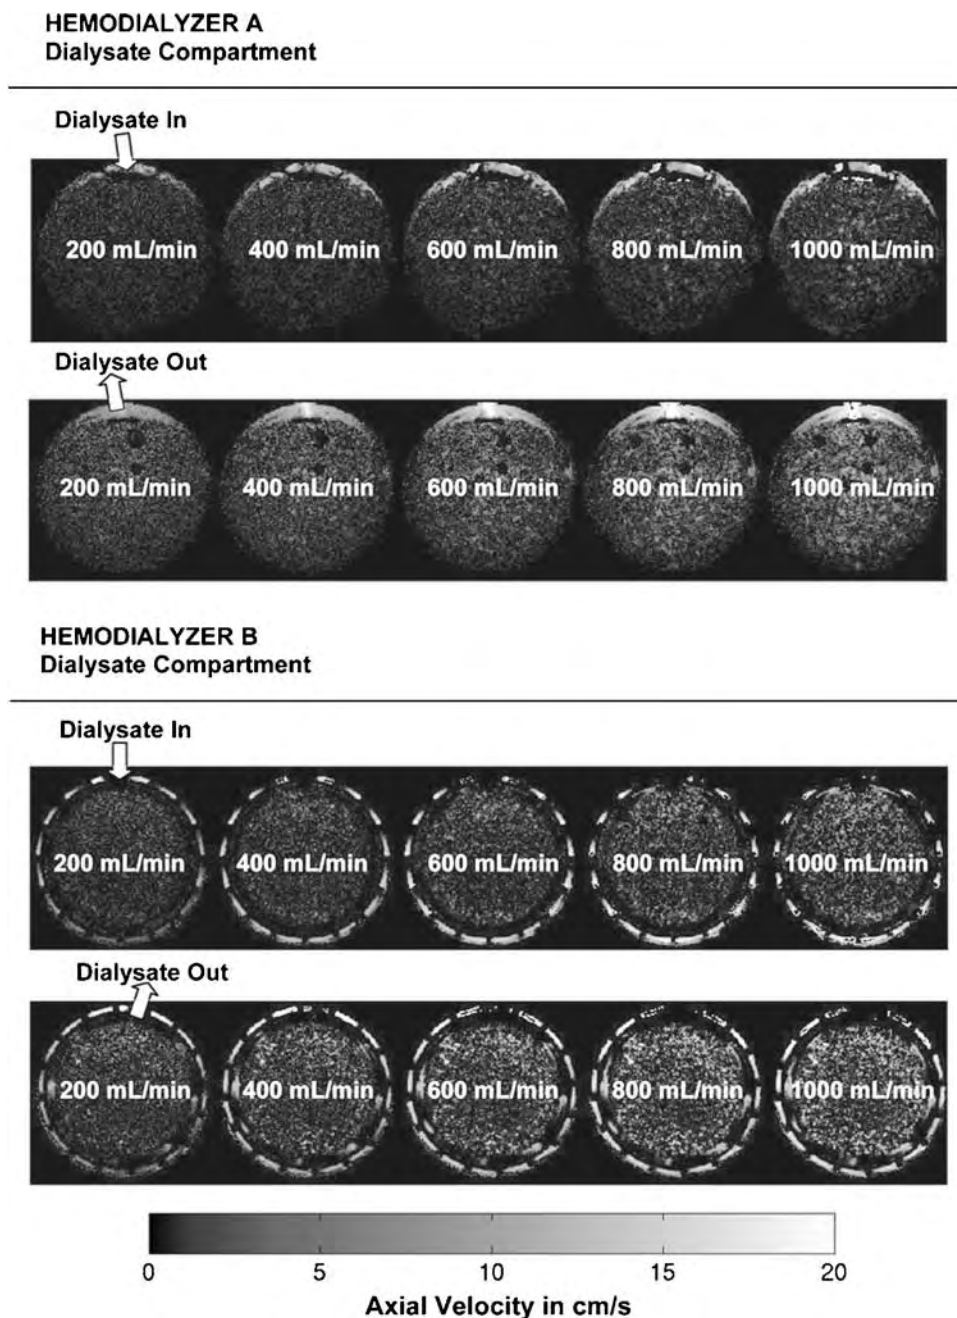 HEMODIALYZER A
Dialysate Compartment
Dialysate In
200 mL/min 400 mL/min 600 mL/min 800 mL/min 1000 mL/min
Dialysate Out
200 mL/min 400 mL/min 600 mL/min 800 mL/min 1000 mL/min
HEMODIALYZER B
Dialysate Compartment
Dialysate In
200 mL/min 400 mL/min 600 mL/min 800 mL/min 1000 mL/min
Dialysate Out
200 mL/min 400 mL/min 600 mL/min 800 mL/min 1000 mL/min
0 5 10 15 20
Axial Velocity in cm/s